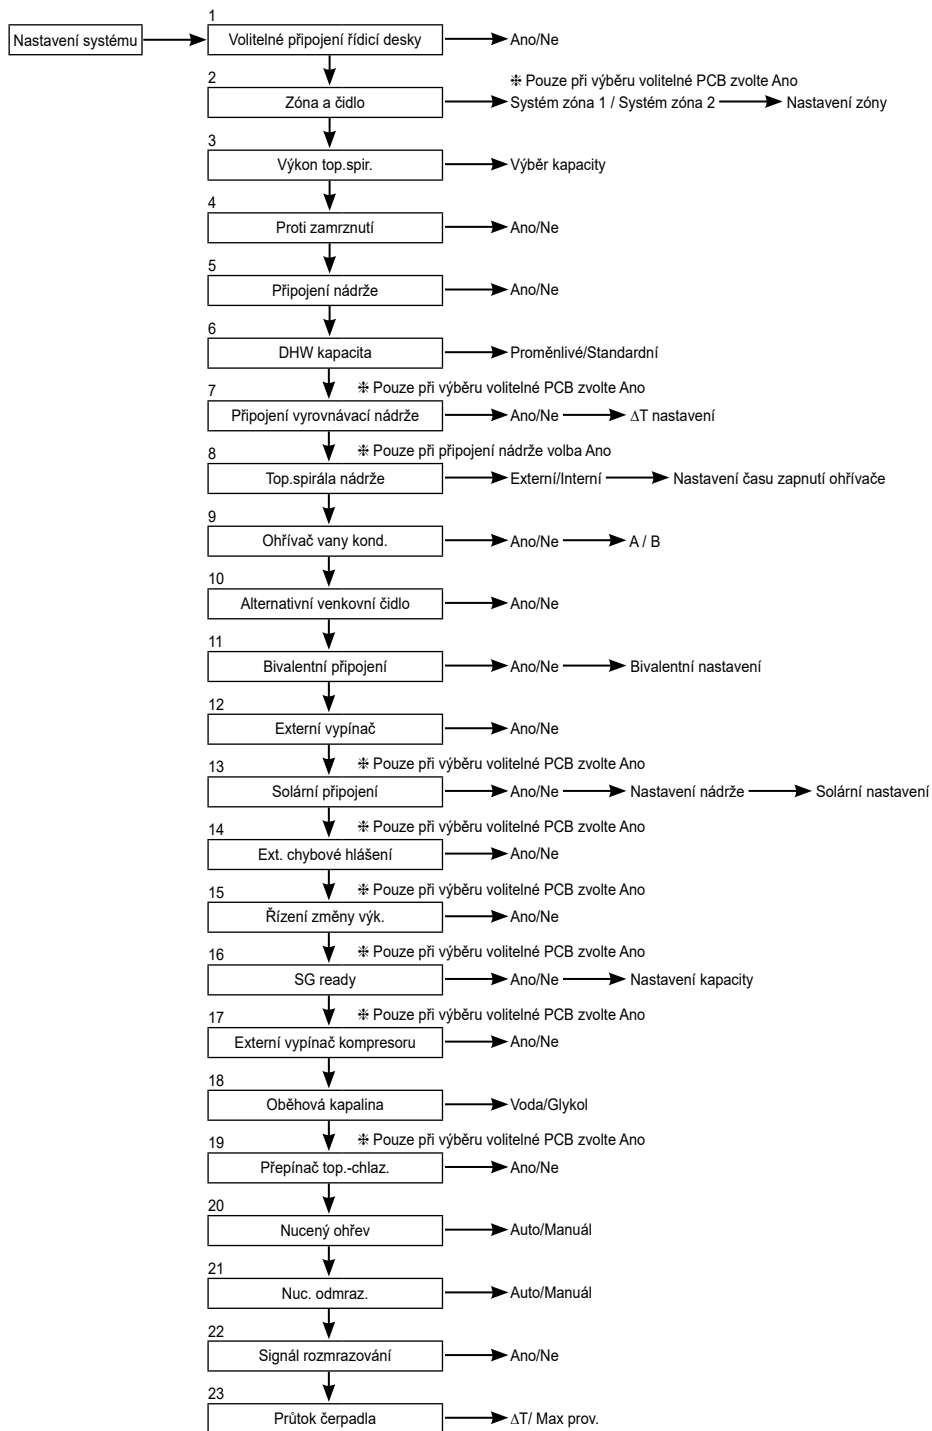 1
Nastavení systému
Volitelné připojení řídicí desky
Ano/Ne
2
❉ Pouze při výběru volitelné PCB zvolte Ano
Zóna a čidlo
Systém zóna 1 / Systém zóna 2
Nastavení zóny
3
Výkon top.spir.
Výběr kapacity
4
Proti zamrznutí
Ano/Ne
5
Připojení nádrže
Ano/Ne
6
DHW kapacita
Proměnlivé/Standardní
7
❉ Pouze při výběru volitelné PCB zvolte Ano
Připojení vyrovnávací nádrže
Ano/Ne
ΔT nastavení
8
❉ Pouze při připojení nádrže volba Ano
Top.spirála nádrže
Externí/Interní
Nastavení času zapnutí ohřívače
9
Ohřívač vany kond.
Ano/Ne
A / B
10
Alternativní venkovní čidlo
Ano/Ne
11
Bivalentní připojení
Ano/Ne
Bivalentní nastavení
12
Externí vypínač
Ano/Ne
13
❉ Pouze při výběru volitelné PCB zvolte Ano
Solární připojení
Ano/Ne
Nastavení nádrže
Solární nastavení
14
❉ Pouze při výběru volitelné PCB zvolte Ano
Ext. chybové hlášení
Ano/Ne
15
❉ Pouze při výběru volitelné PCB zvolte Ano
Řízení změny výk.
Ano/Ne
16
❉ Pouze při výběru volitelné PCB zvolte Ano
SG ready
Ano/Ne
Nastavení kapacity
17
❉ Pouze při výběru volitelné PCB zvolte Ano
Externí vypínač kompresoru
Ano/Ne
18
Oběhová kapalina
Voda/Glykol
19
❉ Pouze při výběru volitelné PCB zvolte Ano
Přepínač top.-chlaz.
Ano/Ne
20
Nucený ohřev
Auto/Manuál
21
Nuc. odmraz.
Auto/Manuál
22
Signál rozmrazování
Ano/Ne
23
Průtok čerpadla
ΔT/ Max prov.